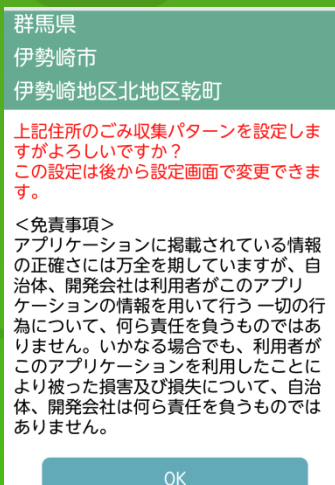 群馬県
伊勢崎市
伊勢崎地区北地区乾町
上記住所のごみ収集パターンを設定しま
すがよろしいですか？
この設定は後から設定画面で変更できま
す。
＜免責事項＞
アプリケーションに掲載されている情報
の正確さには万全を期していますが、自
治体、開発会社は利用者がこのアプリ
ケーションの情報を用いて行う 一切の行
為について、何ら責任を負うものではあ
りません。いかなる場合でも、利用者が
このアプリケーションを利用したことに
より被った損害及び損失について、自治
体、開発会社は何ら責任を負うものでは
ありません。
OK